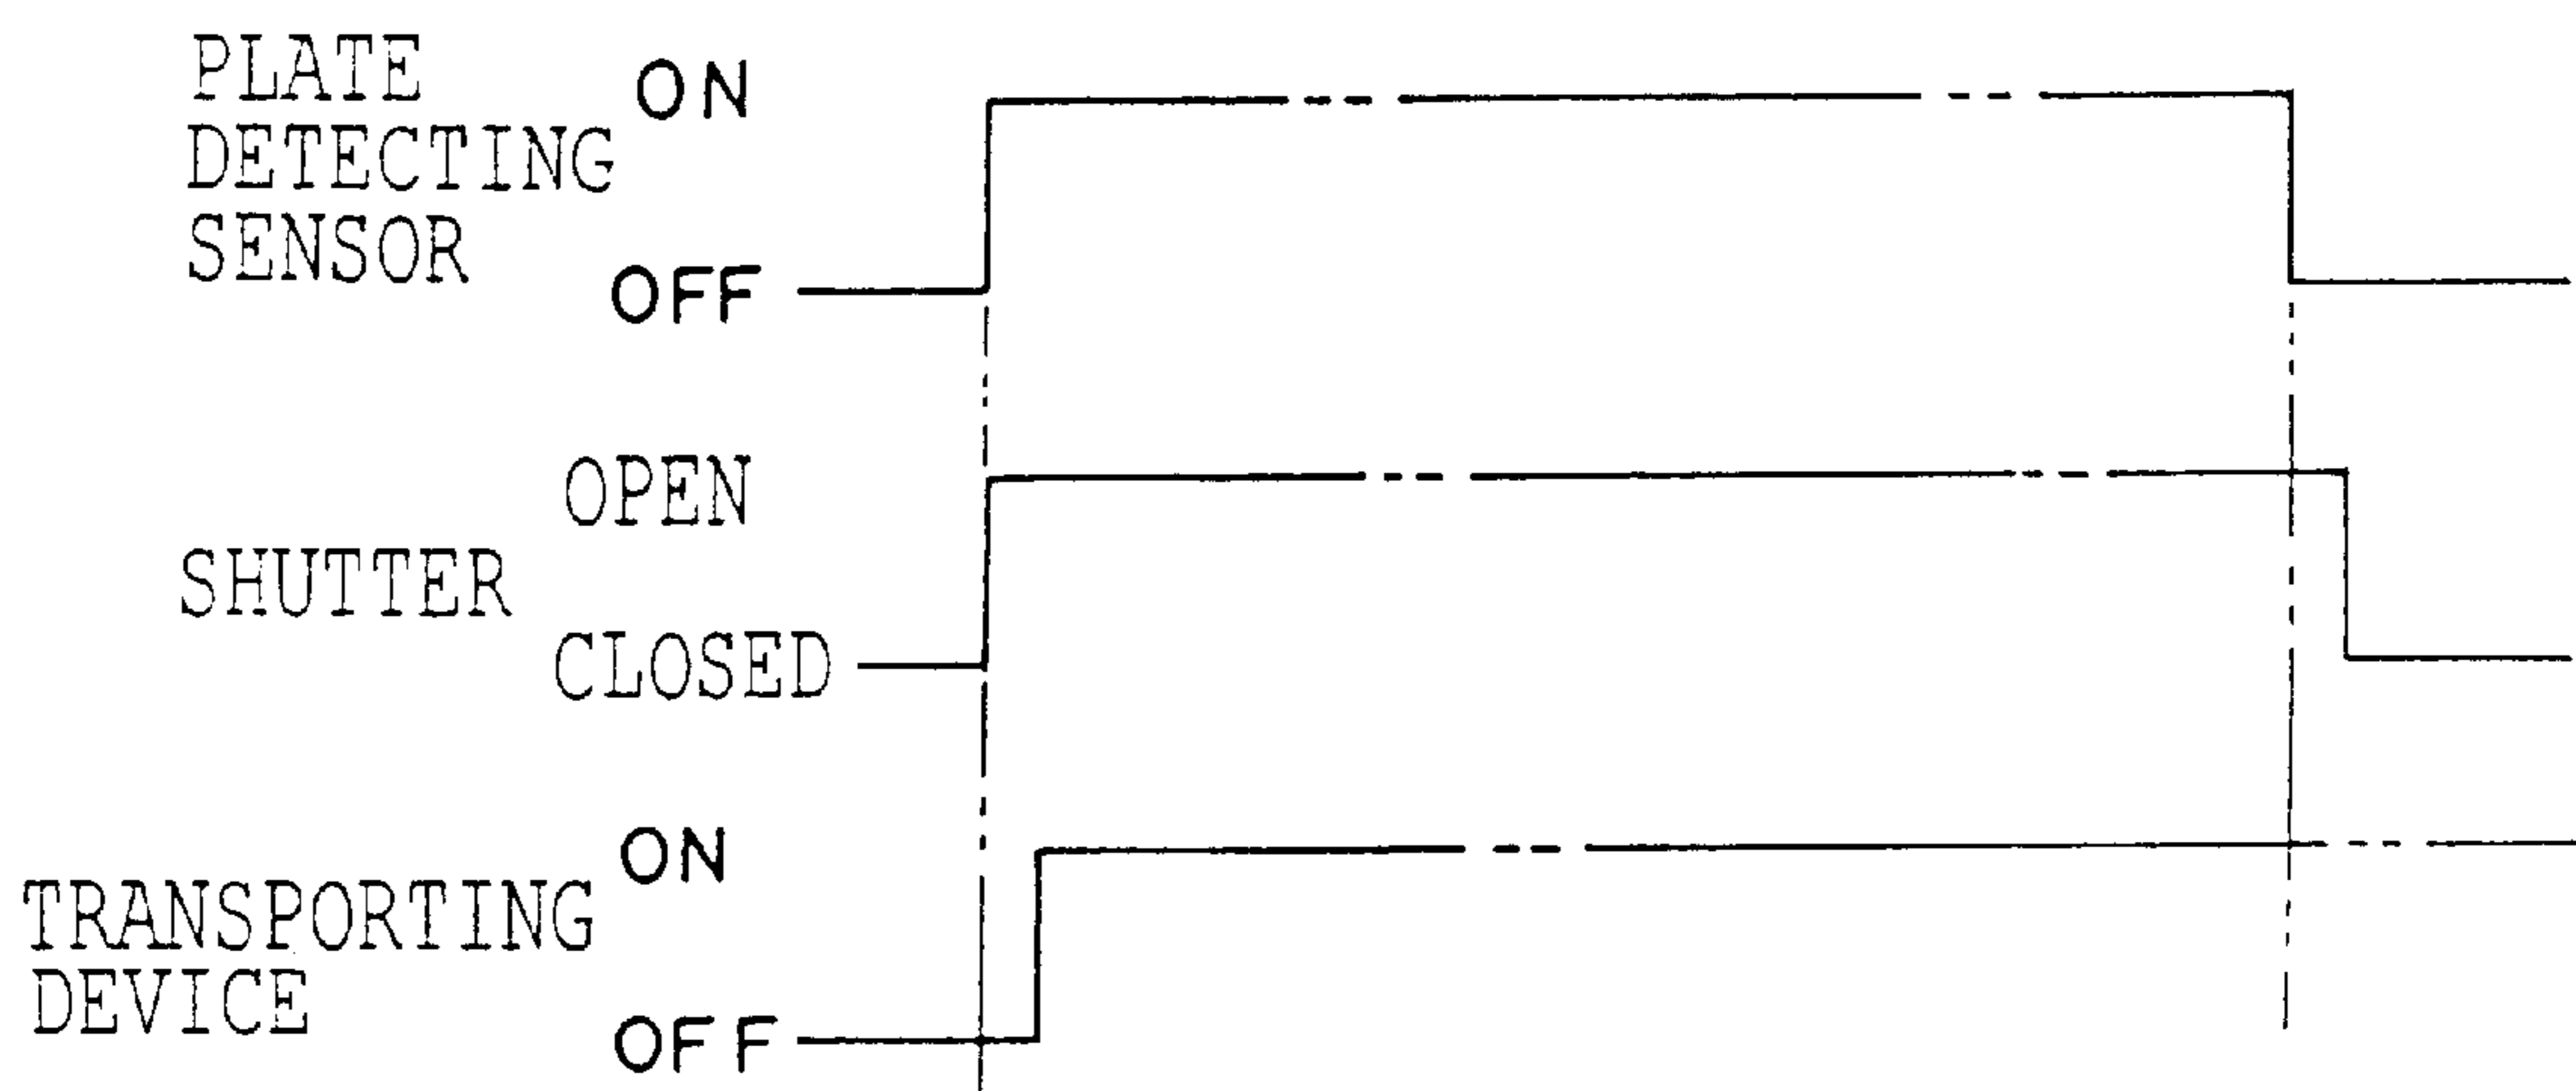 PLATE
DETECTING
SENSOR
ON
OFF
OPEN
SHUTTER
CLOSED
ON
TRANSPORTING
DEVICE
OFF